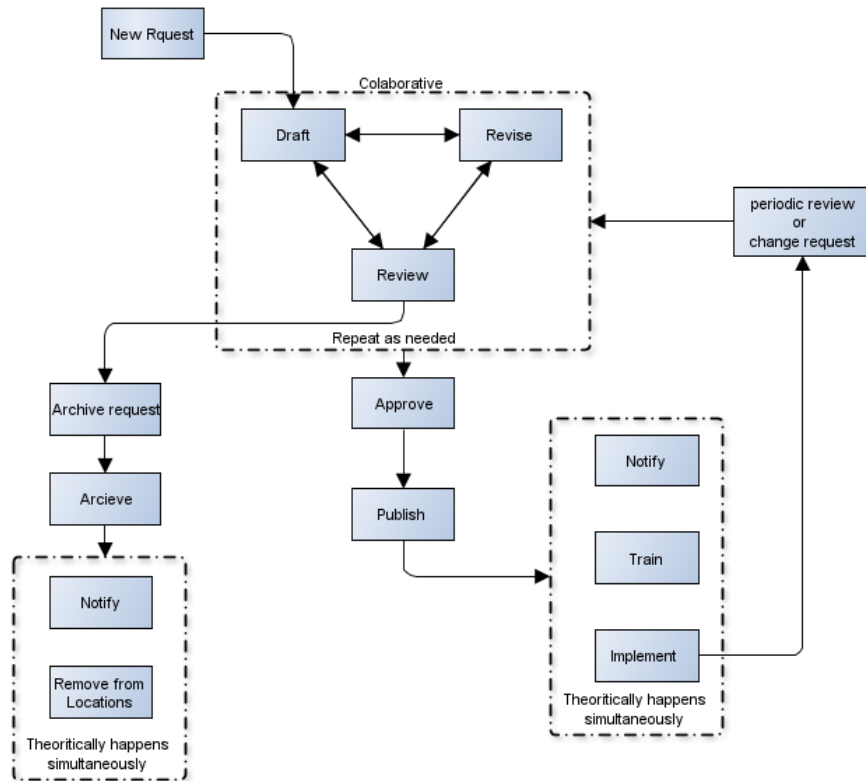 New Rquest
Colaborative
Draft
Revise
periodic review
or
change request
Review
Repeat as needed
Archive request
Approve
Notify
Arcieve
Publish
Train
Notify
Implement
Remove from
Locations
Theoritically happens
simultaneously
Theoritically happens
simultaneously